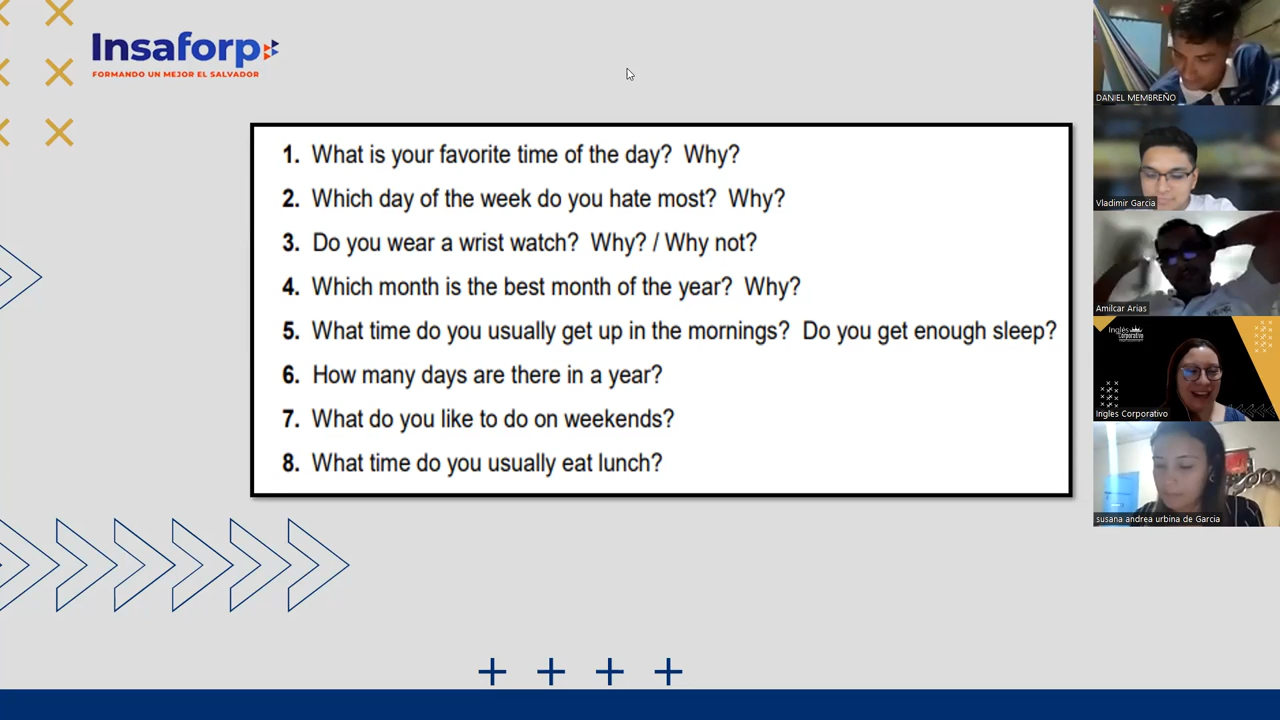 Insaforp
FORMANDO UN MEJOR EL SALVADOR
1. What is your favorite time of the day? Why?
2. Which day of the week do you hate most? Why?
3. Do you wear a wrist watch? Why? / Why not?
4. Which month is the best month of the year? Why?
5. What time do you usually get up in the mornings? Do you get enough sleep?
6. How many days are there in a year?
7. What do you like to do on weekends?
8. What time do you usually eat lunch?
DANIEL MEMBREÑO
Vladimir Garcia
Amilcar Arias
Inglés
Corporativo
Ingles Corporativo
susana andrea urbina de Garcia